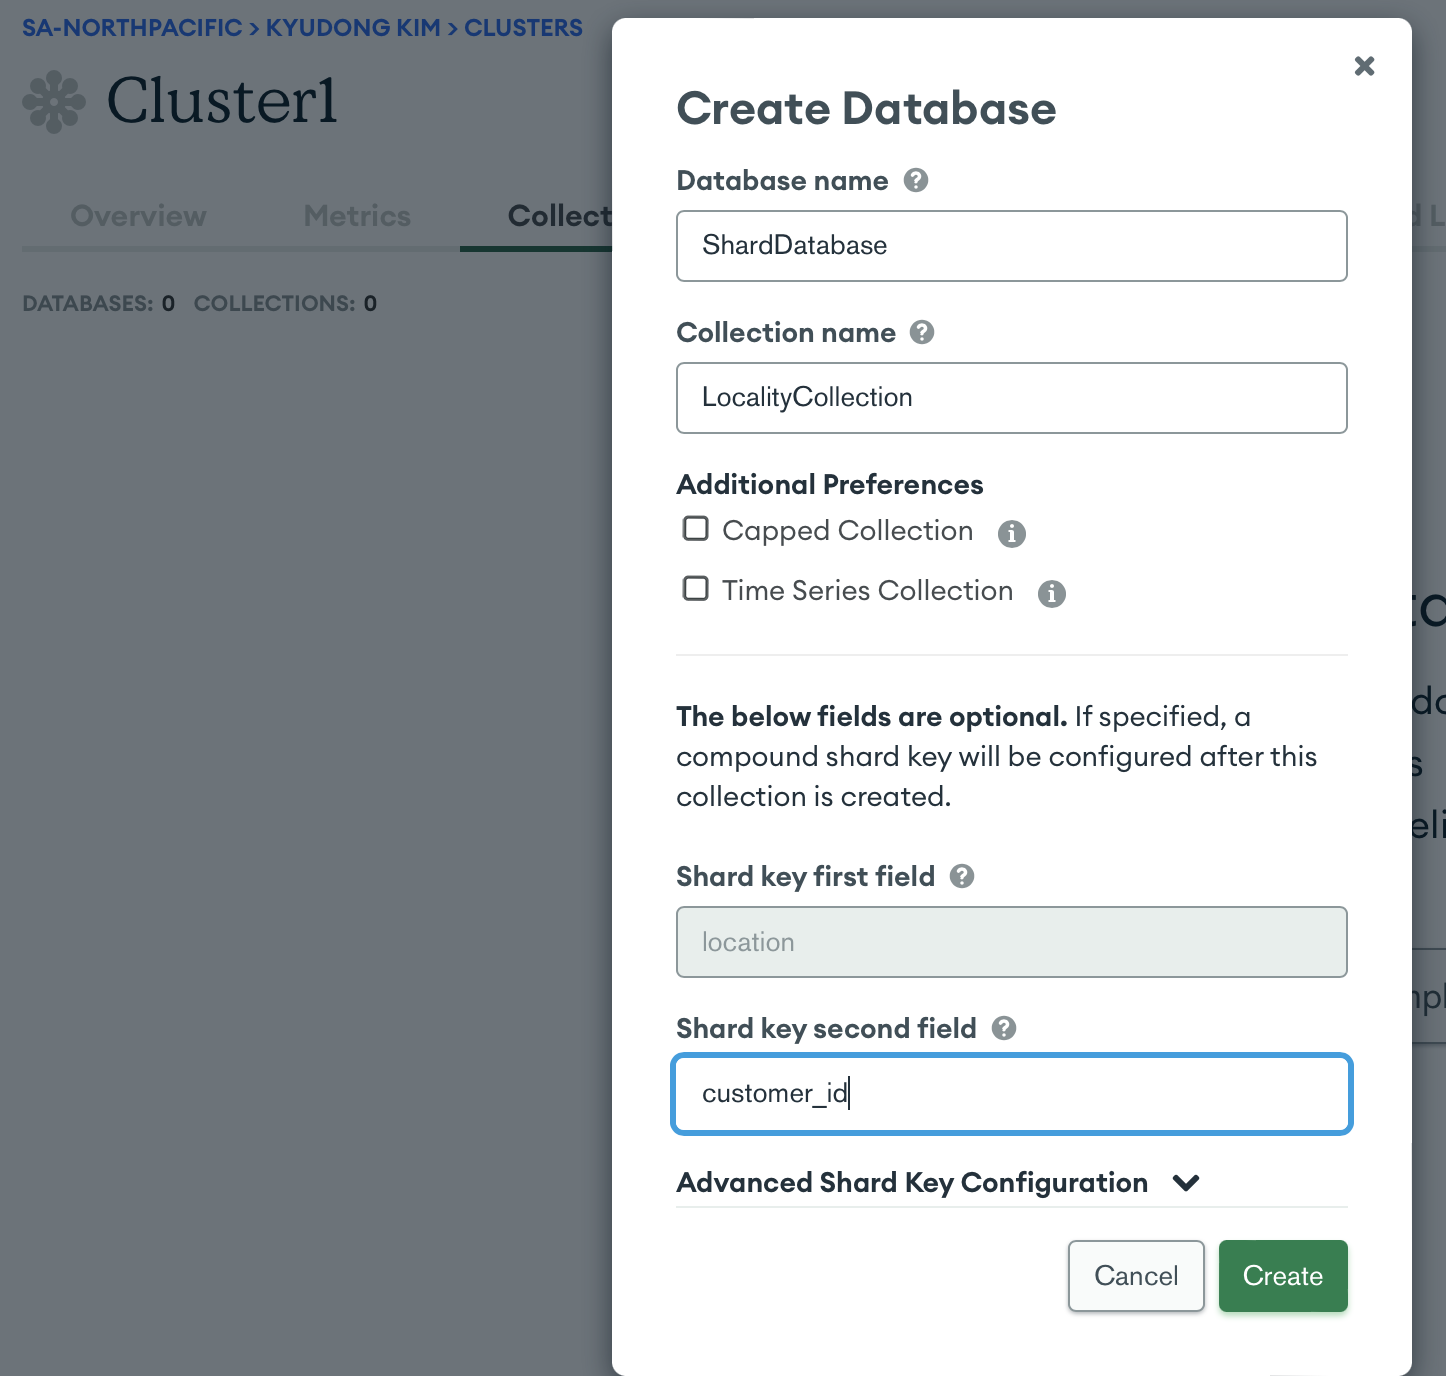 SA-NORTHPACIFIC > KYUDONG KIM > CLUSTERS
Cluster1
Overview Metrics Collect
DATABASES: 0 COLLECTIONS: 0
Create Database
Database name
ShardDatabase
Collection name
LocalityCollection
Additional Preferences
Capped Collection
Time Series Collection
The below fields are optional. If specified, a
compound shard key will be configured after this
collection is created.
Shard key first field
location
Shard key second field
customer_id
Advanced Shard Key Configuration
Cancel Create